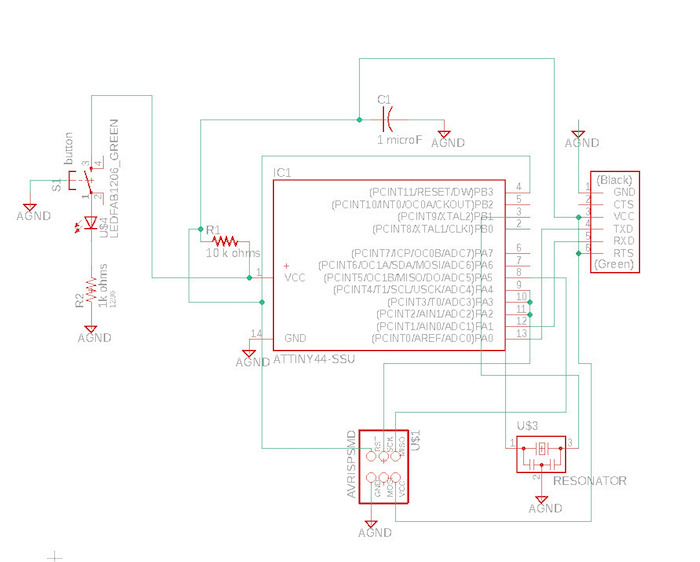 C1
1 microF
AGND
AGND
button
S1
3
4
1
2
AGND
U$4
LEDFAB1206_GREEN
R2
1k ohms
AGND
R1
10k ohms
IC1
(PCINT11/RESET/DW)PB3
4
(PCINT10/INT0/OC0A/CKOUT)PB2
5
(PCINT9/XTAL2)PB1
3
(PCINT8/XTAL1/CLKI)PB0
2
(PCINT7/ICP/OC0B/ADC7)PA7
6
(PCINT6/OC1A/SDA/MOSI/ADC6)PA6
7
1
VCC
(PCINT5/OC1B/MISO/DO/ADC5)PA5
8
(PCINT4/T1/SCL/USCK/ADC4)PA4
9
(PCINT3/T0/ADC3)PA3
10
(PCINT2/AIN1/ADC2)PA2
11
(PCINT1/AIN0/ADC1)PA1
12
14
GND
(PCINT0/AREF/ADC0)PA0
13
AGND
ATTINY44-SSU
(Black)
1
GND
2
CTS
3
VCC
4
TXD
5
RXD
6
RTS
(Green)
AVRISPSMD
U$1
RST
SCK
MISO
GND
VCC
AGND
U$3
1
3
2
RESONATOR
AGND